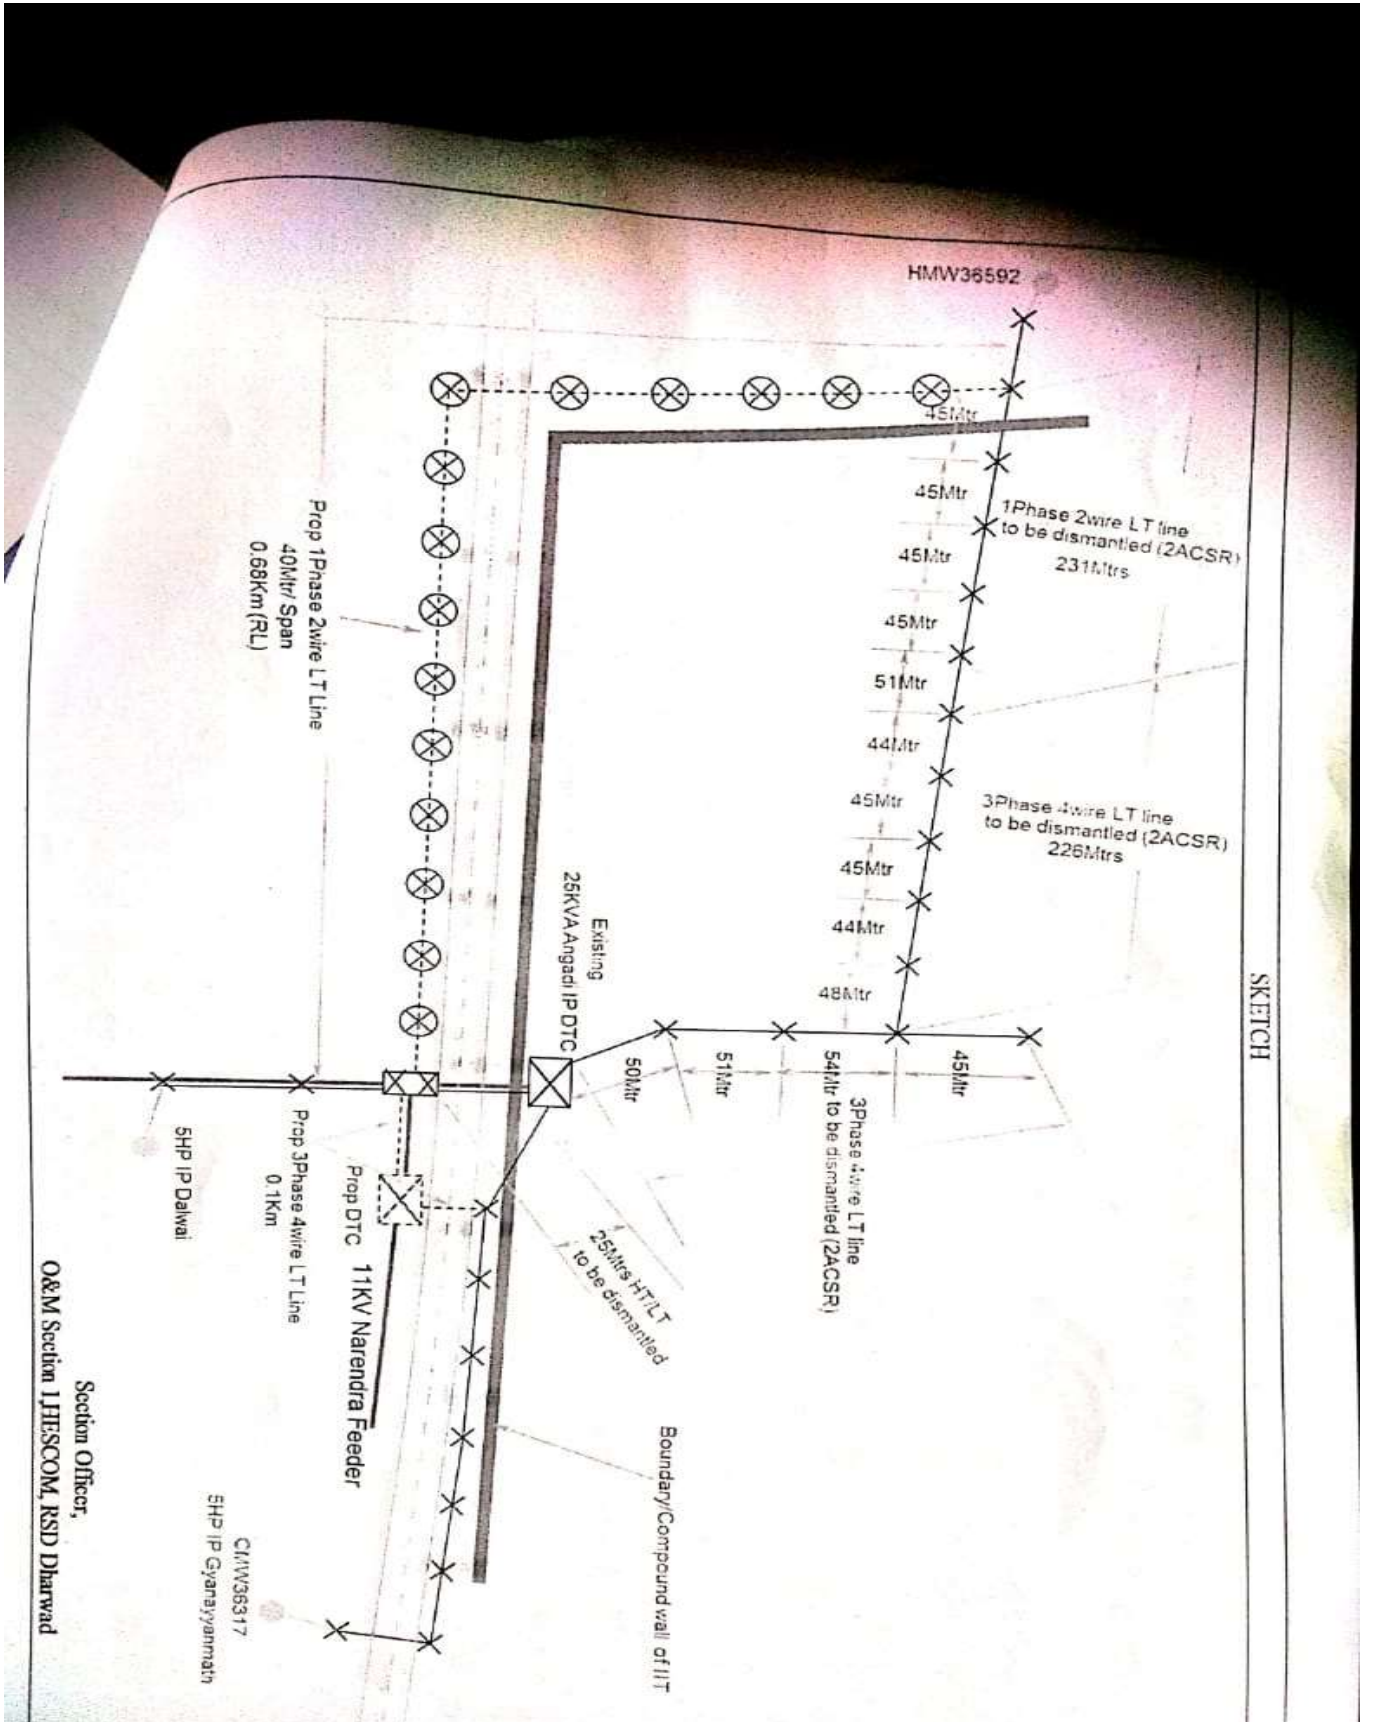 SKETCH
HMW36592
45Mtr
45Mtr
45Mtr
45Mtr
51Mtr
44Mtr
45Mtr
45Mtr
44Mtr
48Mtr
1Phase 2wire LT line
to be dismantled (2ACSR)
231Mtrs
3Phase 4wire LT line
to be dismantled (2ACSR)
226Mtrs
Prop 1Phase 2wire LT Line
40Mtr/ Span
0.68Km(RL)
Existing
25KVA Angadi IP DTC
50Mtr
51Mtr
54Mtr to be dismantled (2ACSR)
3Phase 4wire LT line
45Mtr
25Mtrs HT/LT
to be dismantled
5HP IP Dalwai
Prop 3Phase 4wire LT Line
0.1Km
Prop DTC
11KV Narendra Feeder
Boundary/Compound wall of IIT
CMW36317
5HP IP Gyanayyanmath
Section Officer,
O&M Section 1,HESCOM, RSD Dharwad